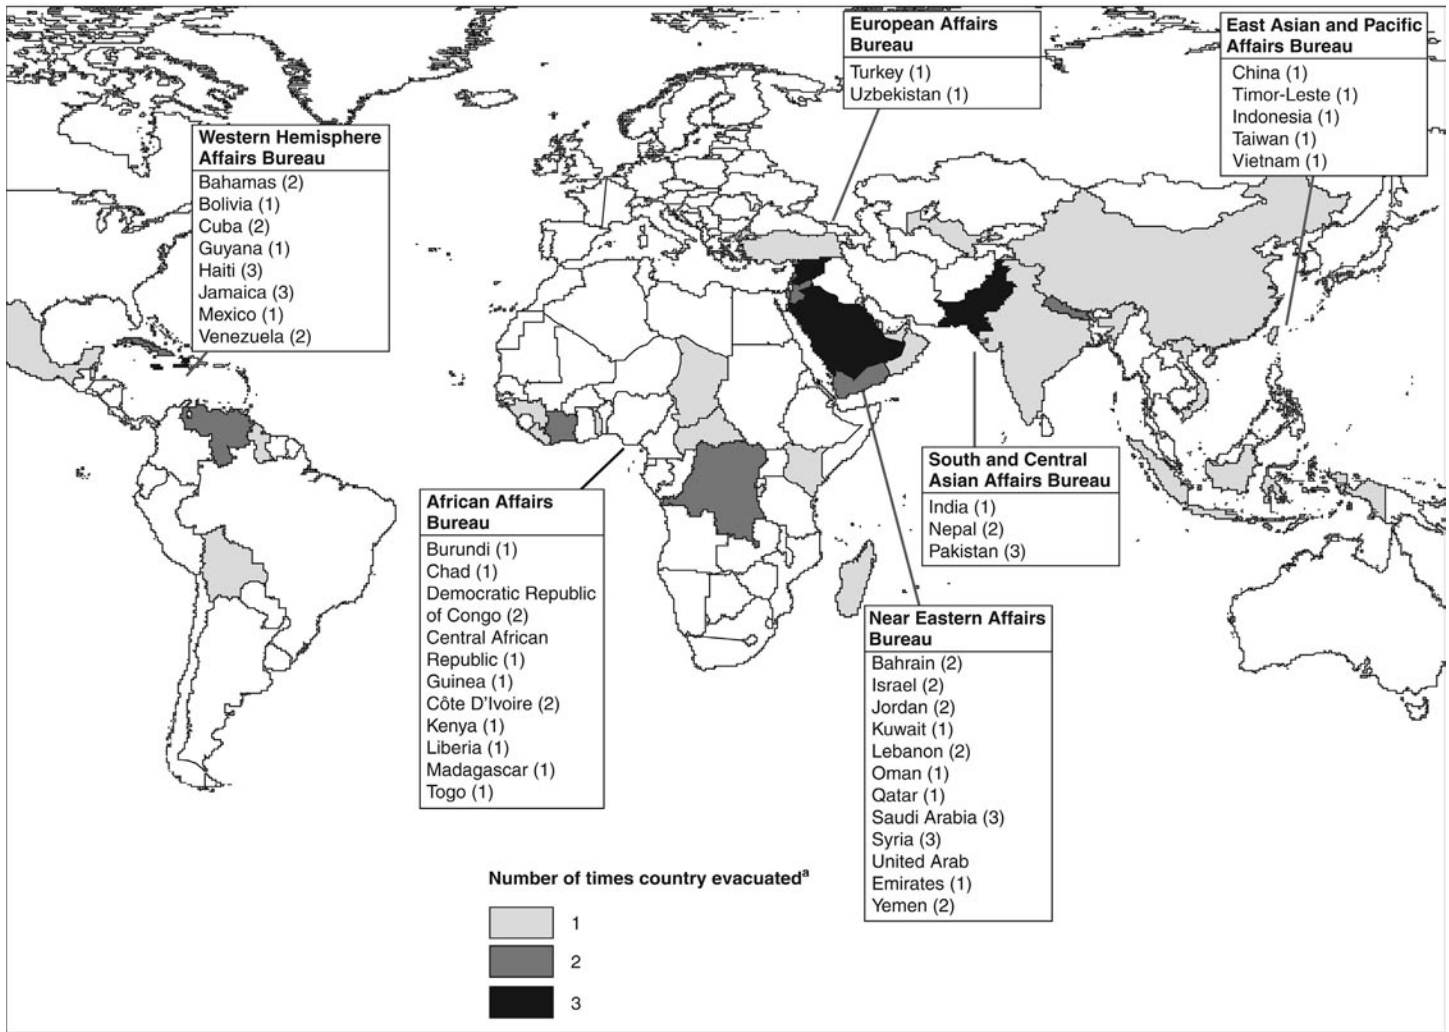 European Affairs
Bureau
Turkey (1)
Uzbekistan (1)
East Asian and Pacific
Affairs Bureau
China (1)
Timor-Leste (1)
Indonesia (1)
Taiwan (1)
Vietnam (1)
Western Hemisphere
Affairs Bureau
Bahamas (2)
Bolivia (1)
Cuba (2)
Guyana (1)
Haiti (3)
Jamaica (3)
Mexico (1)
Venezuela (2)
South and Central
Asian Affairs Bureau
India (1)
Nepal (2)
Pakistan (3)
African Affairs
Bureau
Burundi (1)
Chad (1)
Democratic Republic
of Congo (2)
Central African
Republic (1)
Guinea (1)
Côte D'Ivoire (2)
Kenya (1)
Liberia (1)
Madagascar (1)
Togo (1)
Near Eastern Affairs
Bureau
Bahrain (2)
Israel (2)
Jordan (2)
Kuwait (1)
Lebanon (2)
Oman (1)
Qatar (1)
Saudi Arabia (3)
Syria (3)
United Arab
Emirates (1)
Yemen (2)
Number of times country evacuatedᵃ
1
2
3